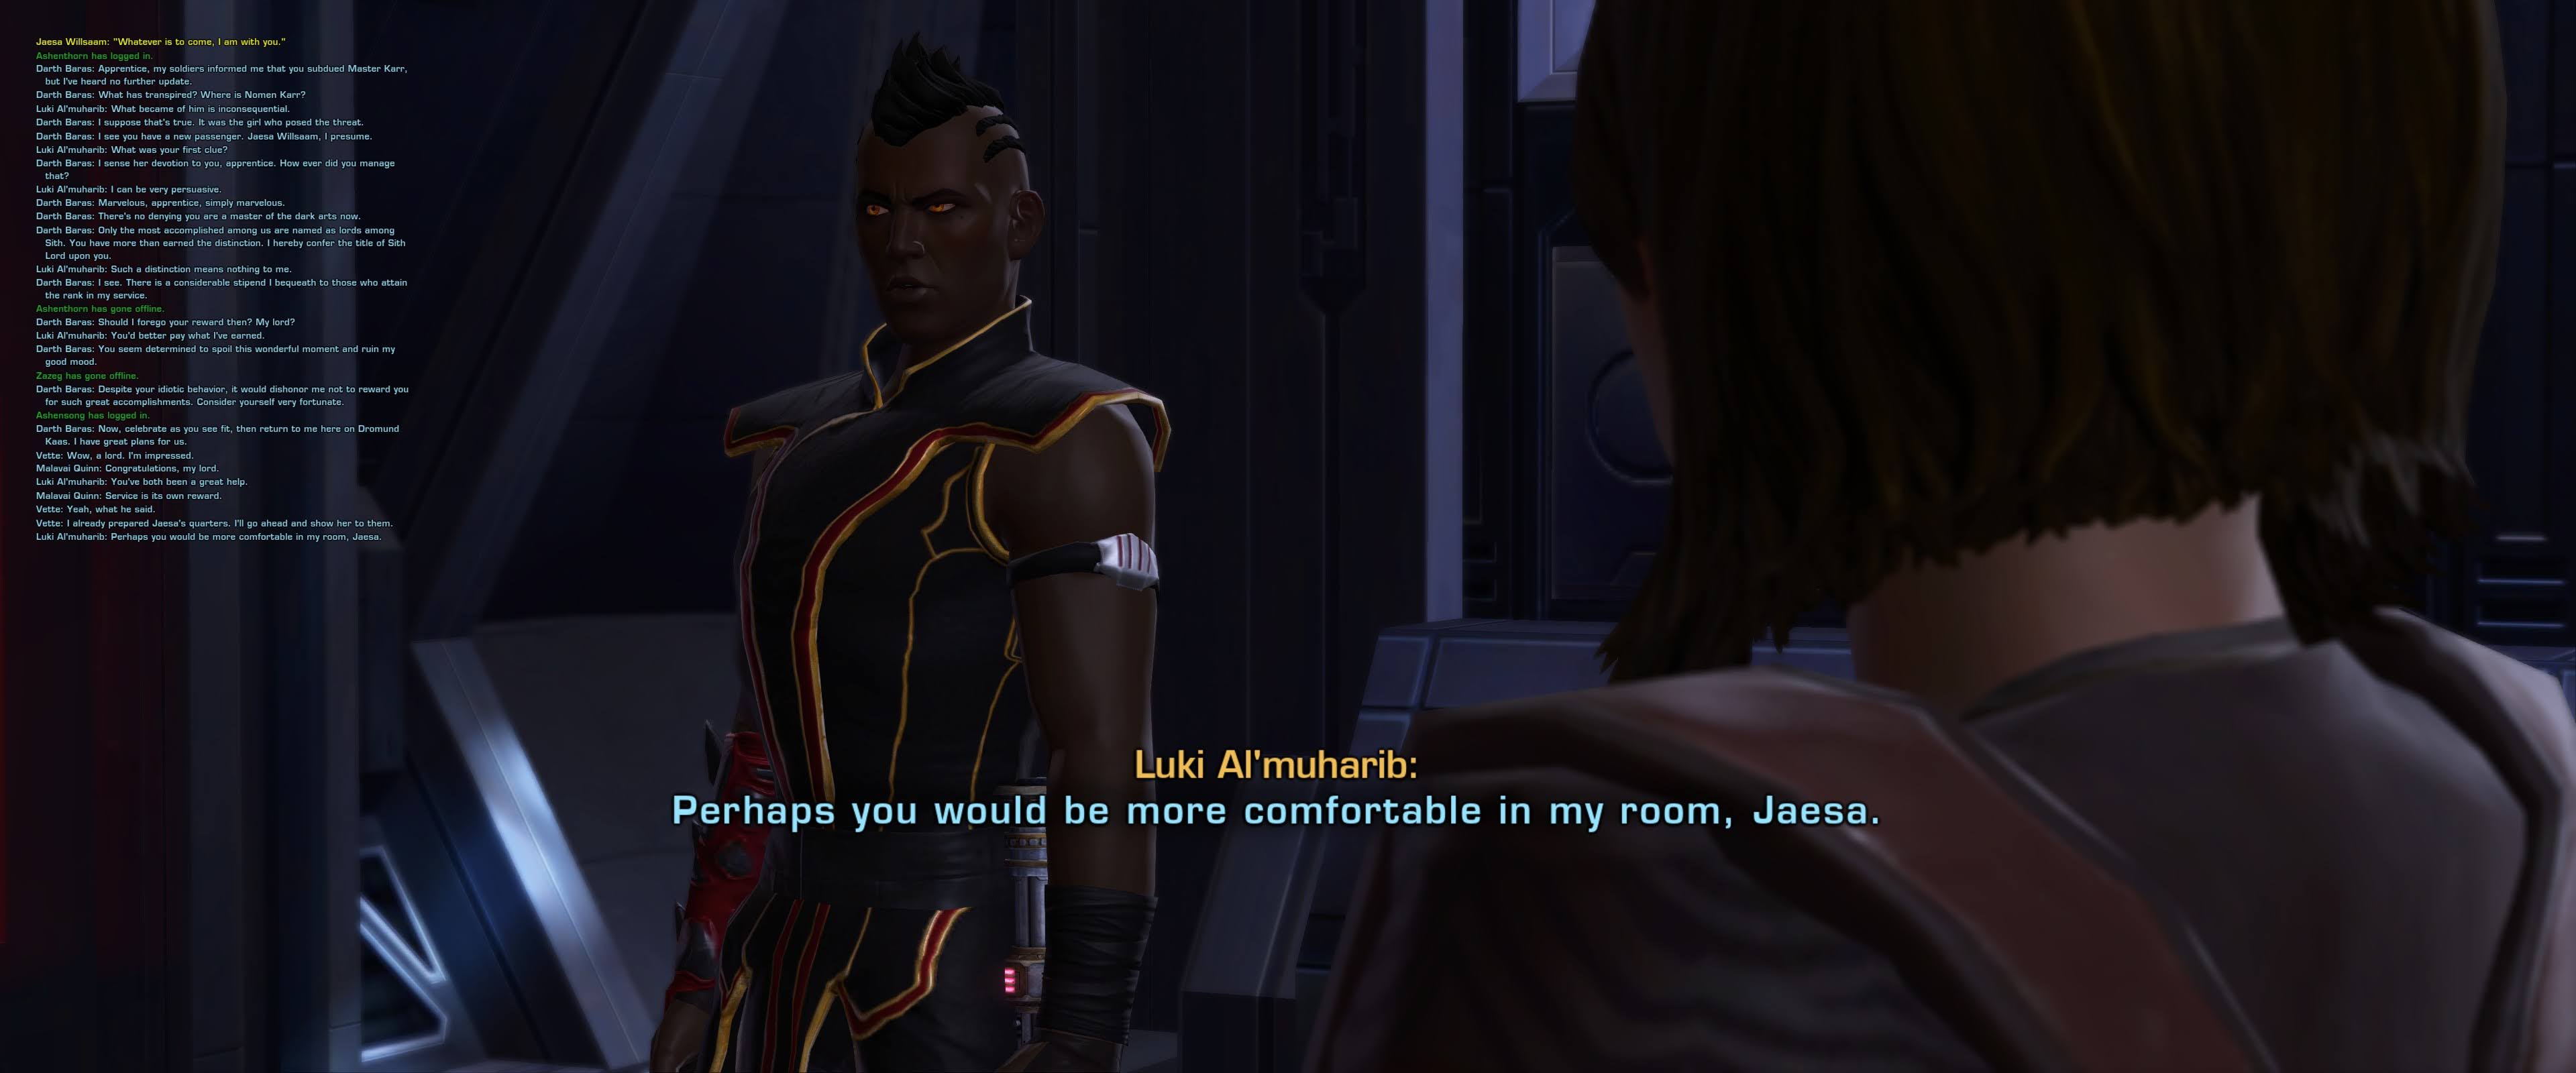 Jaesa Willsaam: "Whatever is to come, I am with you."
Ashenthorn has logged in.
Darth Baras: Apprentice, my soldiers informed me that you subdued Master Karr,
but I've heard no further update.
Darth Baras: What has transpired? Where is Nomen Karr?
Luki Al'muharib: What became of him is inconsequential.
Darth Baras: I suppose that's true. It was the girl who posed the threat.
Darth Baras: I see you have a new passenger. Jaesa Willsaam, I presume.
Luki Al'muharib: What was your first clue?
Darth Baras: I sense her devotion to you, apprentice. How ever did you manage
that?
Luki Al'muharib: I can be very persuasive.
Darth Baras: Marvelous, apprentice, simply marvelous.
Darth Baras: There's no denying you are a master of the dark arts now.
Darth Baras: Only the most accomplished among us are named as lords among
Sith. You have more than earned the distinction. I hereby confer the title of Sith
Lord upon you.
Luki Al'muharib: Such a distinction means nothing to me.
Darth Baras: I see. There is a considerable stipend I bequeath to those who attain
the rank in my service.
Ashenthorn has gone offline.
Darth Baras: Should I forego your reward then? My lord?
Luki Al'muharib: You'd better pay what I've earned.
Darth Baras: You seem determined to spoil this wonderful moment and ruin my
good mood.
Zazeg has gone offline.
Darth Baras: Despite your idiotic behavior, it would dishonor me not to reward you
for such great accomplishments. Consider yourself very fortunate.
Ashensong has logged in.
Darth Baras: Now, celebrate as you see fit, then return to me here on Dromund
Kaas. I have great plans for us.
Vette: Wow, a lord. I'm impressed.
Malavai Quinn: Congratulations, my lord.
Luki Al'muharib: You've both been a great help.
Malavai Quinn: Service is its own reward.
Vette: Yeah, what he said.
Vette: I already prepared Jaesa's quarters. I'll go ahead and show her to them.
Luki Al'muharib: Perhaps you would be more comfortable in my room, Jaesa.
Luki Al'muharib:
Perhaps you would be more comfortable in my room, Jaesa.